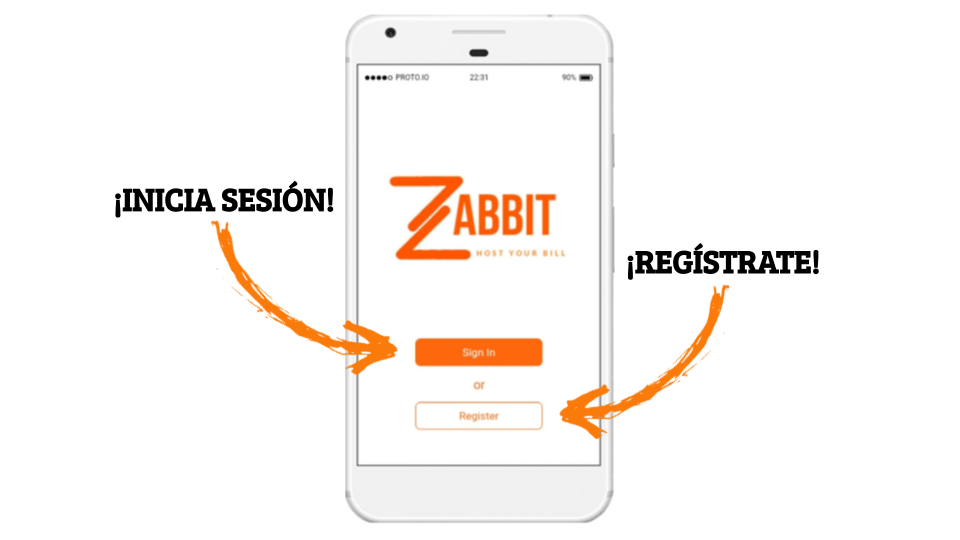 PROTO.IO 22:31 90%
ZABBIT
HOST YOUR BILL
¡INICIA SESIÓN!
¡REGÍSTRATE!
Sign In
or
Register